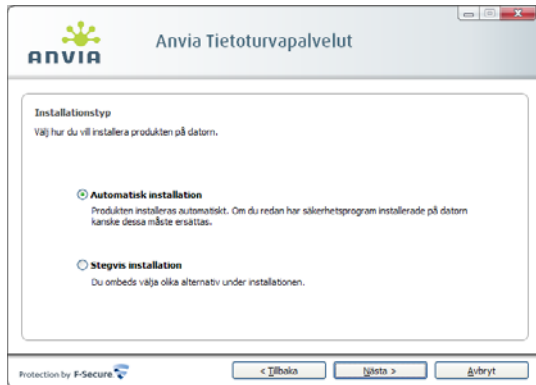 ANVIA
Anvia Tietoturvapalvelut
Installationstyp
Välj hur du vill installera produkten på datorn.
Automatisk installation
Produkten installeras automatiskt. Om du redan har säkerhetsprogram installerade på datorn
kanske dessa måste ersättas.
Stegvis installation
Du ombeds välja olika alternativ under installationen.
Protection by F-Secure
< Tillbaka
Nästa >
Avbryt